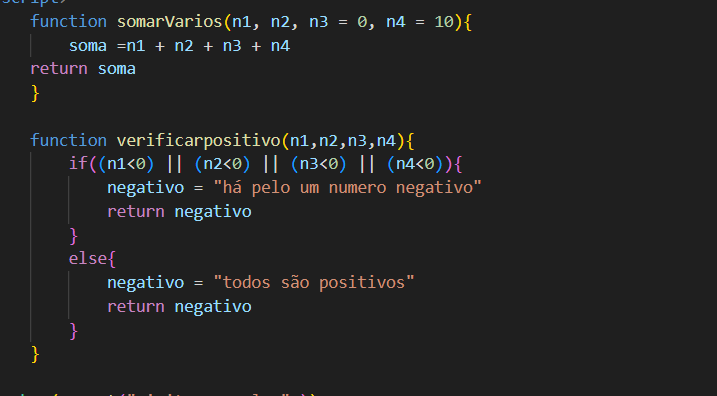 script>
function somarVarios(n1, n2, n3 = 0, n4 = 10){
soma =n1 + n2 + n3 + n4
return soma
}
function verificarpositivo(n1,n2,n3,n4){
if((n1<0) || (n2<0) || (n3<0) || (n4<0)){
negativo = "há pelo um numero negativo"
return negativo
}
else{
negativo = "todos são positivos"
return negativo
}
}